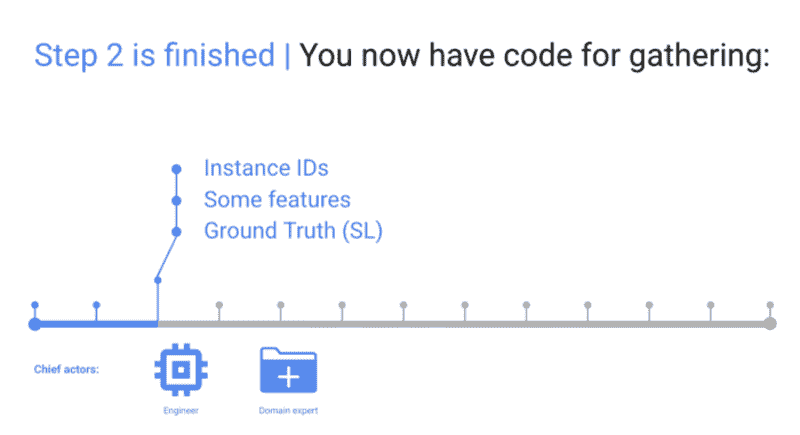 Step 2 is finished | You now have code for gathering:
Instance IDs
Some features
Ground Truth (SL)
Chief actors:
Engineer
Domain expert